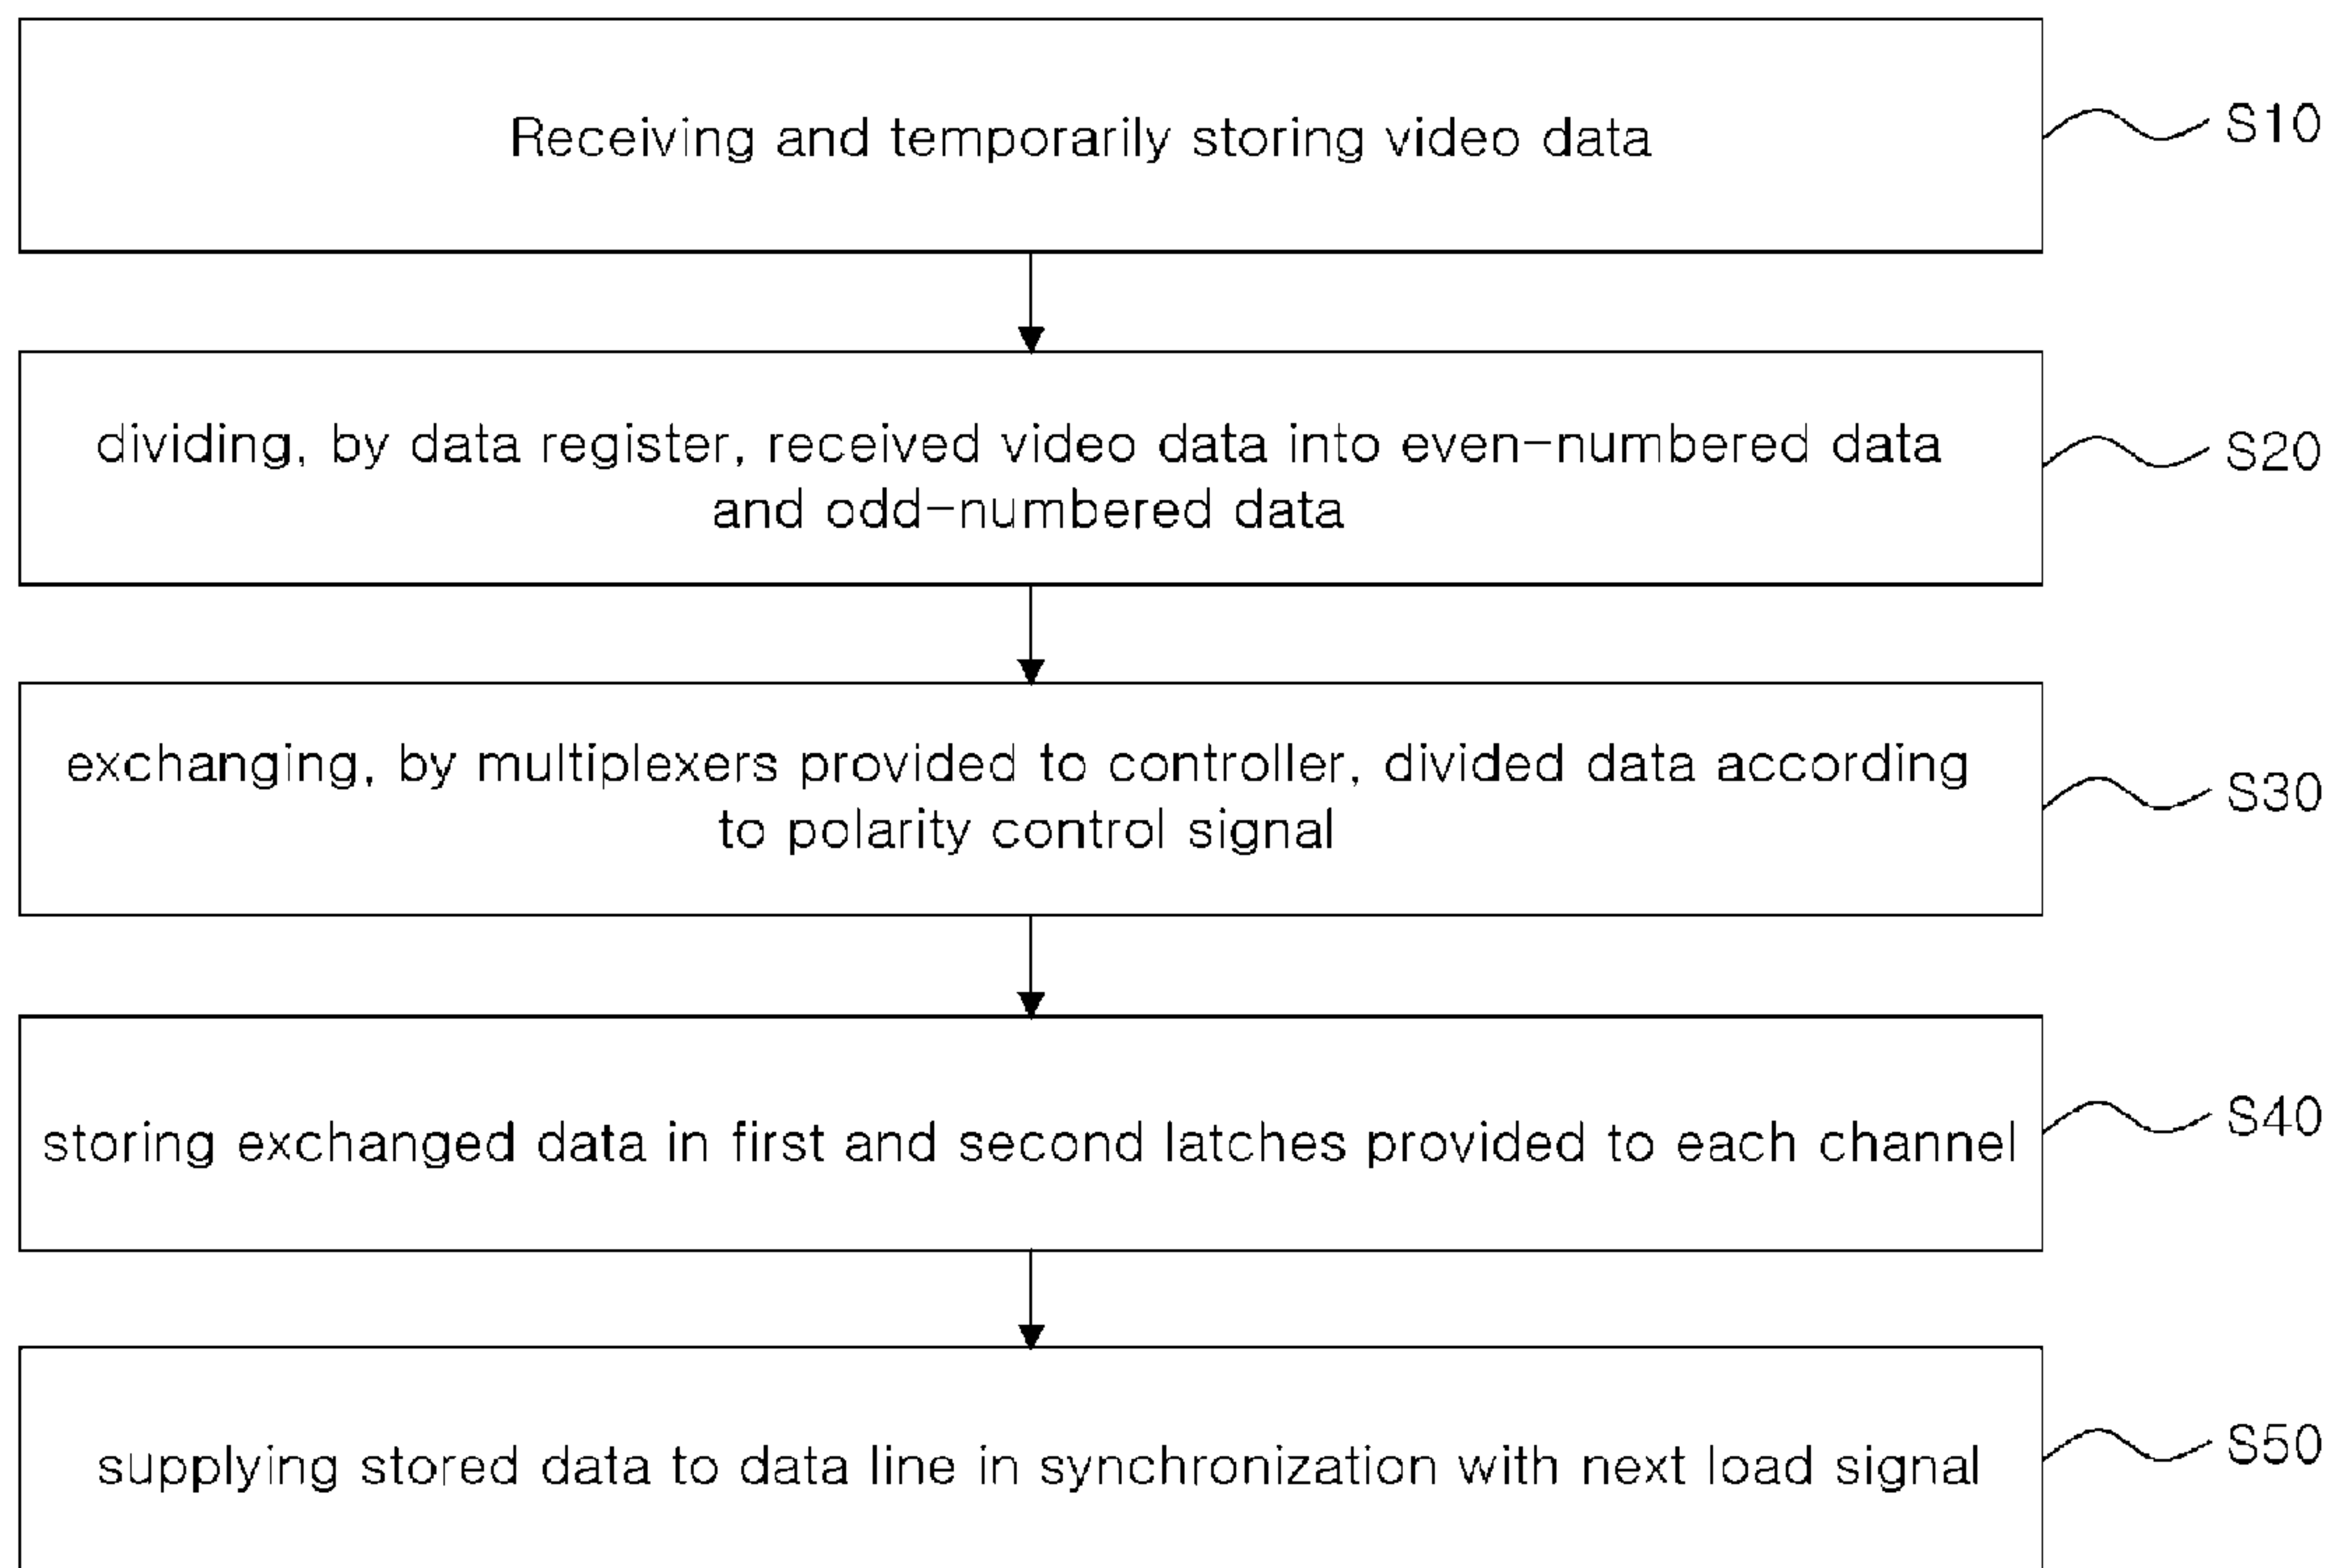 Receiving and temporarily storing video data
S10
dividing, by data register, received video data into even-numbered data
and odd-numbered data
S20
exchanging, by multiplexers provided to controller, divided data according
to polarity control signal
S30
storing exchanged data in first and second latches provided to each channel
S40
supplying stored data to data line in synchronization with next load signal
S50